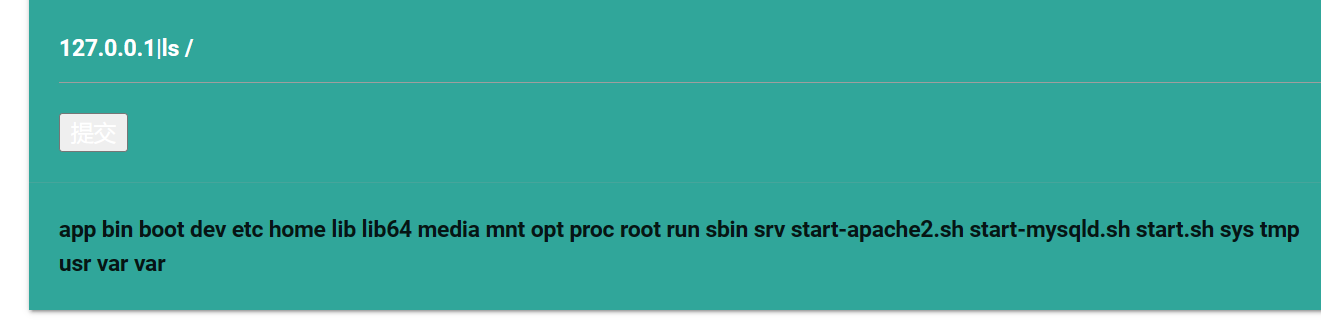 127.0.0.1|ls /
提交
app bin boot dev etc home lib lib64 media mnt opt proc root run sbin srv start-apache2.sh start-mysqld.sh start.sh sys tmp
usr var var